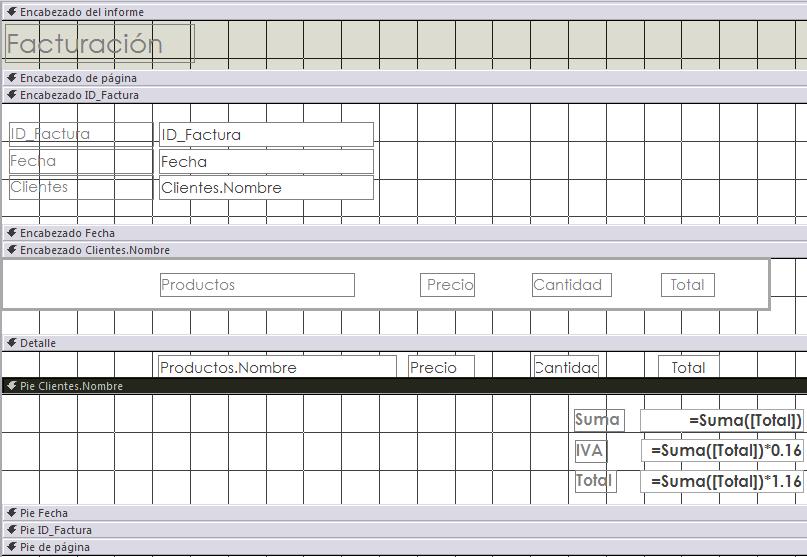 Encabezado del informe
Facturación
Encabezado de página
Encabezado ID_Factura
ID_Factura ID_Factura
Fecha Fecha
Clientes Clientes.Nombre
Encabezado Fecha
Encabezado Clientes.Nombre
Productos Precio Cantidad Total
Detalle
Productos.Nombre Precio Cantidad Total
Pie Clientes.Nombre
Suma =Suma([Total])
IVA =Suma([Total])*0.16
Total =Suma([Total])*1.16
Pie Fecha
Pie ID_Factura
Pie de página